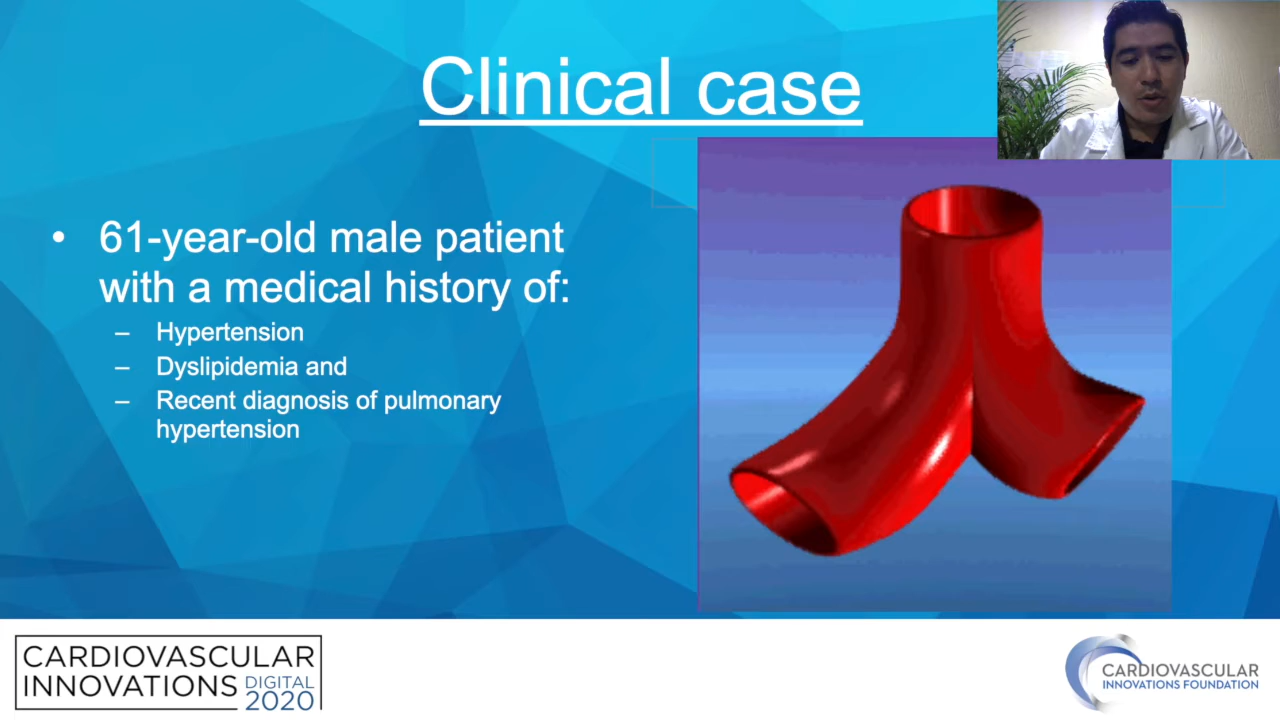 Clinical case
• 61-year-old male patient
with a medical history of:
– Hypertension
– Dyslipidemia and
– Recent diagnosis of pulmonary
hypertension
CARDIOVASCULAR
INNOVATIONS DIGITAL
2020
CARDIOVASCULAR
INNOVATIONS FOUNDATION